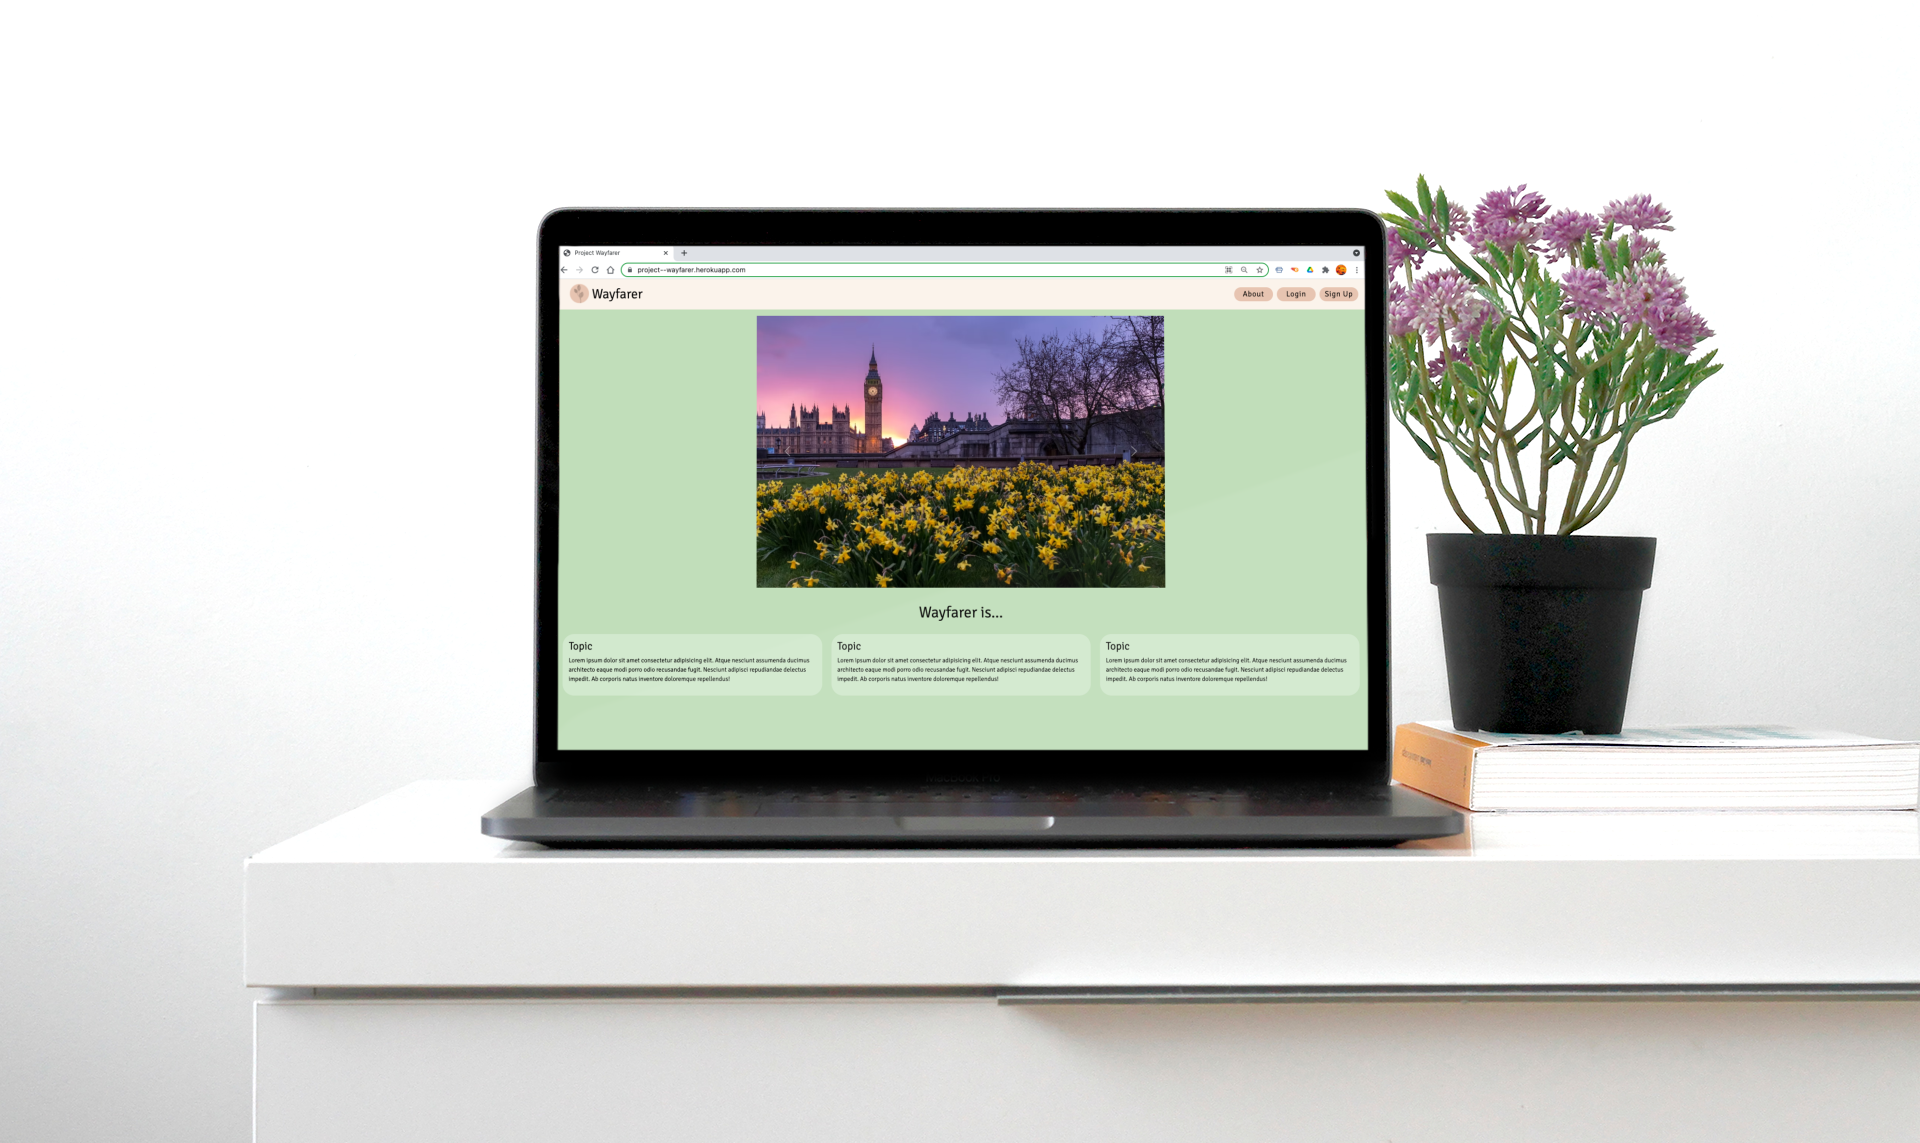 Project Wayfarer
project--wayfarer.herokuapp.com
Wayfarer
About Login Sign Up
Wayfarer is...
Topic
Lorem ipsum dolor sit amet consectetur adipisicing elit. Atque nesciunt assumenda ducimus
architecto eaque modi porro odio recusandae fugit. Nesciunt adipisci repudiandae delectus
impedit. Ab corporis natus inventore doloremque repellendus!
Topic
Lorem ipsum dolor sit amet consectetur adipisicing elit. Atque nesciunt assumenda ducimus
architecto eaque modi porro odio recusandae fugit. Nesciunt adipisci repudiandae delectus
impedit. Ab corporis natus inventore doloremque repellendus!
Topic
Lorem ipsum dolor sit amet consectetur adipisicing elit. Atque nesciunt assumenda ducimus
architecto eaque modi porro odio recusandae fugit. Nesciunt adipisci repudiandae delectus
impedit. Ab corporis natus inventore doloremque repellendus!
MacBook Pro